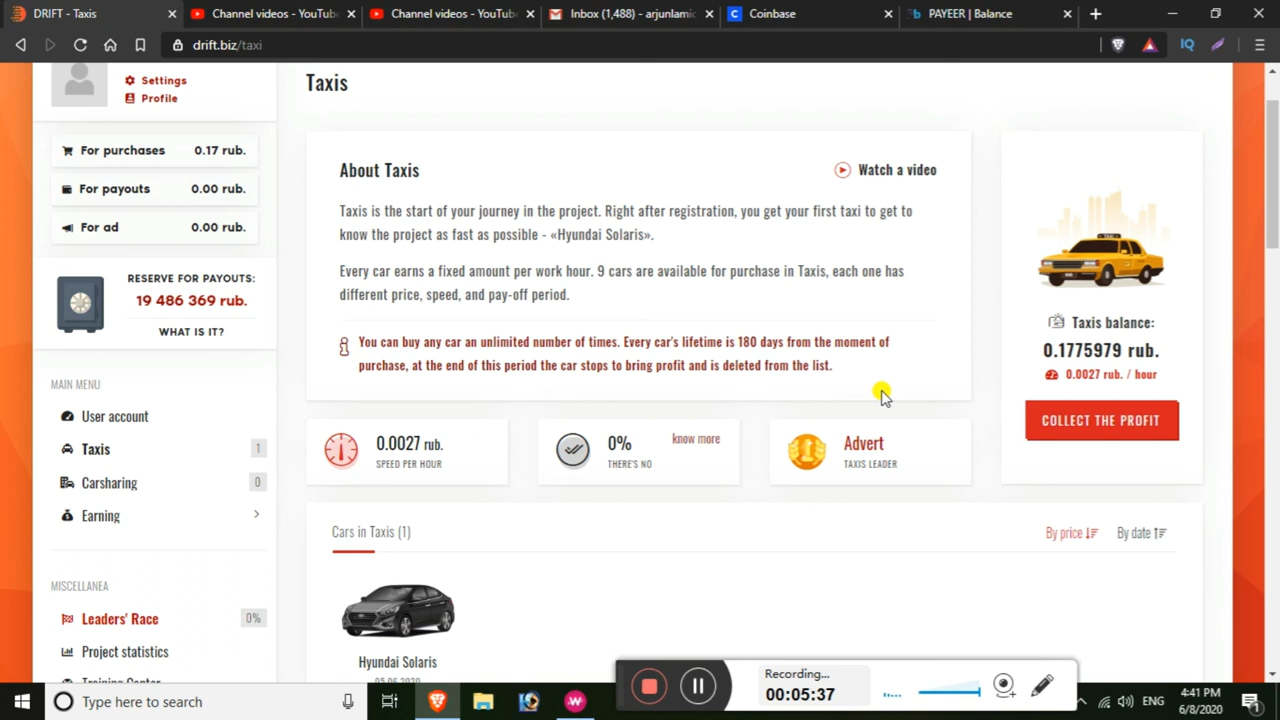 DRIFT - Taxis
Channel videos - YouTub
Channel videos - YouTub
Inbox (1,488) - arjunlamic
Coinbase
PAYEER | Balance
drift.biz/taxi
IQ
Settings
Profile
For purchases 0.17 rub.
For payouts 0.00 rub.
For ad 0.00 rub.
RESERVE FOR PAYOUTS:
19 486 369 rub.
WHAT IS IT?
MAIN MENU
User account
Taxis 1
Carsharing 0
Earning
MISCELLANEA
Leaders' Race 0%
Project statistics
Training Center
Taxis
About Taxis
Watch a video
Taxis is the start of your journey in the project. Right after registration, you get your first taxi to get to
know the project as fast as possible - «Hyundai Solaris».
Every car earns a fixed amount per work hour. 9 cars are available for purchase in Taxis, each one has
different price, speed, and pay-off period.
You can buy any car an unlimited number of times. Every car's lifetime is 180 days from the moment of
purchase, at the end of this period the car stops to bring profit and is deleted from the list.
0.0027 rub.
SPEED PER HOUR
0%
THERE'S NO
know more
Advert
TAXIS LEADER
Taxis balance:
0.1775979 rub.
0.0027 rub. / hour
COLLECT THE PROFIT
Cars in Taxis (1)
By price
By date
Hyundai Solaris
05.06.2020
Recording...
00:05:37
Type here to search
ENG
4:41 PM
6/8/2020
1